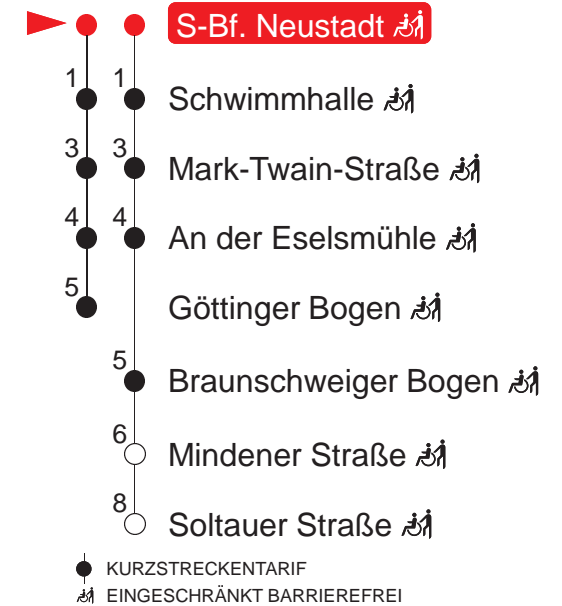 S-Bf. Neustadt
1 1 Schwimmhalle
3 3 Mark-Twain-Straße
4 4 An der Eselsmühle
5 Göttinger Bogen
5 Braunschweiger Bogen
6 Mindener Straße
8 Soltauer Straße
KURZSTRECKENTARIF
EINGESCHRÄNKT BARRIEREFREI